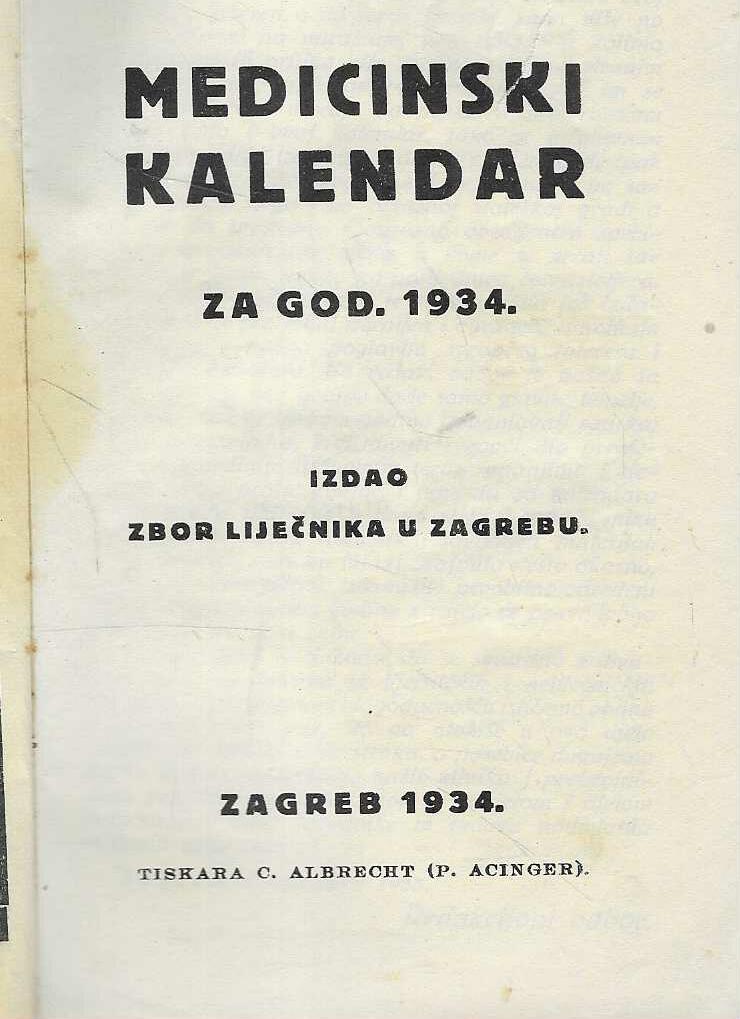 MEDICINSKI
KALENDAR
ZA GOD. 1934.
IZDAO
ZBOR LIJEČNIKA U ZAGREBU.
ZAGREB 1934.
TISKARA C. ALBRECHT (P. ACINGER).